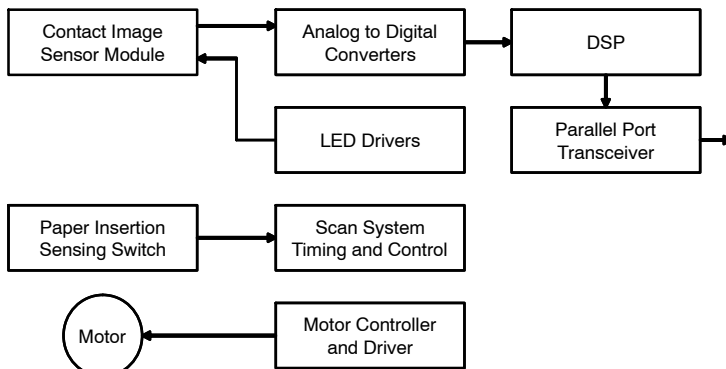 Contact Image
Sensor Module
Analog to Digital
Converters
DSP
LED Drivers
Parallel Port
Transceiver
Paper Insertion
Sensing Switch
Scan System
Timing and Control
Motor
Motor Controller
and Driver